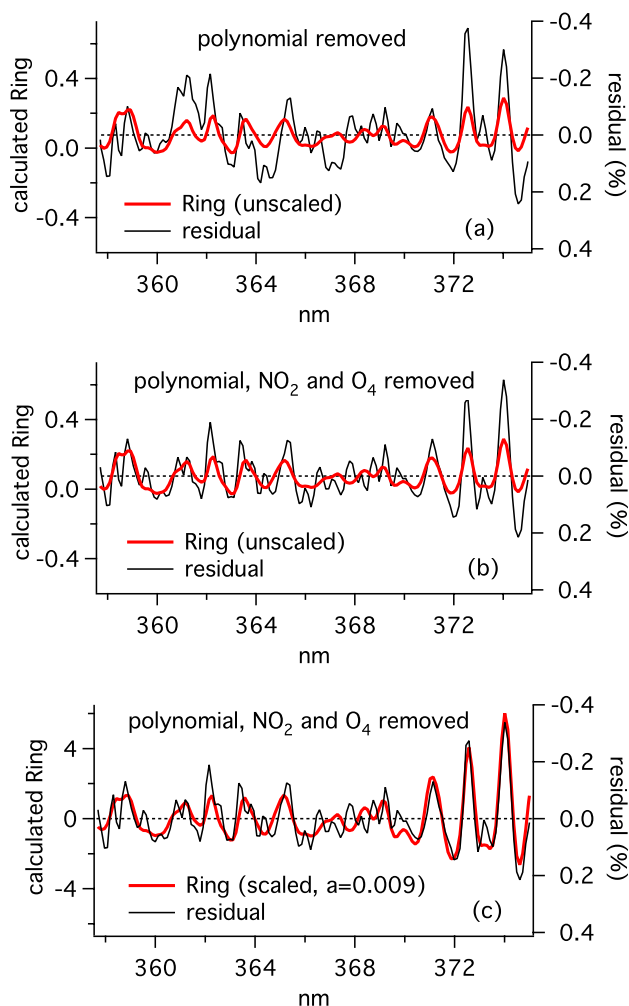 polynomial removed
calculated Ring
0.4
0.0
-0.4
-0.4
-0.2
0.0
0.2
0.4
residual (%)
Ring (unscaled)
residual
(a)
360 364 368 372
nm
polynomial, NO2 and O4 removed
calculated Ring
0.4
0.0
-0.4
-0.4
-0.2
0.0
0.2
0.4
residual (%)
Ring (unscaled)
residual
(b)
360 364 368 372
nm
polynomial, NO2 and O4 removed
calculated Ring
4
0
-4
-0.4
-0.2
0.0
0.2
0.4
residual (%)
Ring (scaled, a=0.009)
residual
(c)
360 364 368 372
nm